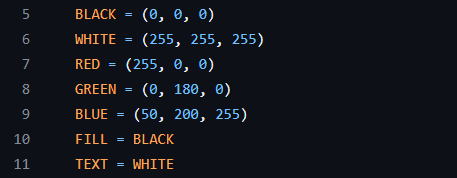 5 BLACK = (0, 0, 0)
6 WHITE = (255, 255, 255)
7 RED = (255, 0, 0)
8 GREEN = (0, 180, 0)
9 BLUE = (50, 200, 255)
10 FILL = BLACK
11 TEXT = WHITE